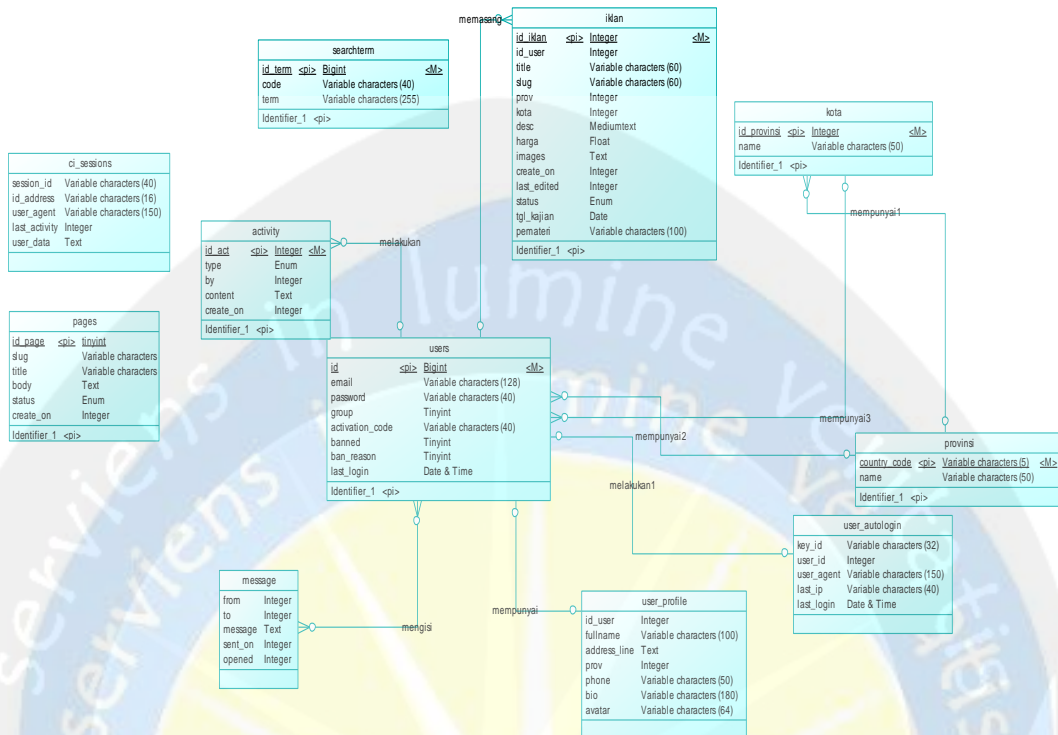 memasang
iklan
id_iklan <pi> Integer <M>
id_user Integer
title Variable characters (60)
slug Variable characters (60)
prov Integer
kota Integer
desc Mediumtext
harga Float
images Text
create_on Integer
last_edited Integer
status Enum
tgl_kajian Date
pemateri Variable characters (100)
Identifier_1 <pi>
searchterm
id_term <pi> Bigint <M>
code Variable characters (40)
term Variable characters (255)
Identifier_1 <pi>
kota
id_provinsi <pi> Integer <M>
name Variable characters (50)
Identifier_1 <pi>
ci_sessions
session_id Variable characters (40)
id_address Variable characters (16)
user_agent Variable characters (150)
last_activity Integer
user_data Text
activity
id_act <pi> Integer <M>
type Enum
by Integer
content Text
create_on Integer
Identifier_1 <pi>
melakukan
mempunyai1
pages
id_page <pi> tinyint
slug Variable characters
title Variable characters
body Text
status Enum
create_on Integer
Identifier_1 <pi>
users
id <pi> Bigint <M>
email Variable characters (128)
password Variable characters (40)
group Tinyint
activation_code Variable characters (40)
banned Tinyint
ban_reason Tinyint
last_login Date & Time
Identifier_1 <pi>
mempunyai3
mempunyai2
melakukan1
provinsi
country_code <pi> Variable characters (5) <M>
name Variable characters (50)
Identifier_1 <pi>
user_autologin
key_id Variable characters (32)
user_id Integer
user_agent Variable characters (150)
last_ip Variable characters (40)
last_login Date & Time
message
from Integer
to Integer
message Text
sent_on Integer
opened Integer
mengisi
mempunyai
user_profile
id_user Integer
fullname Variable characters (100)
address_line Text
prov Integer
phone Variable characters (50)
bio Variable characters (180)
avatar Variable characters (64)
serviens in lumine veritatis
serviens in lumine veritatis